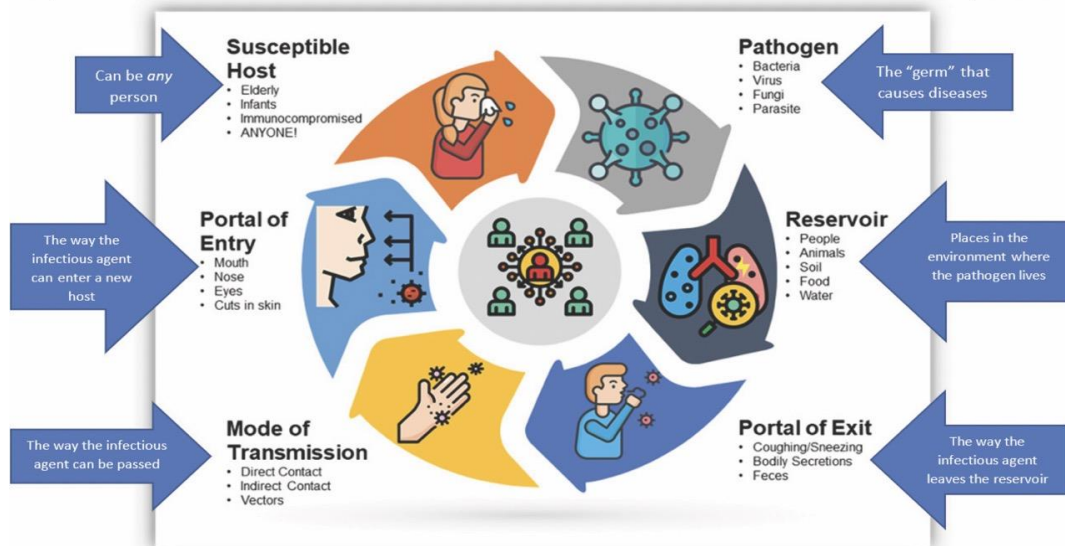 Can be any
person
Susceptible
Host
• Elderly
• Infants
• Immunocompromised
• ANYONE!
Pathogen
• Bacteria
• Virus
• Fungi
• Parasite
The “germ” that
causes diseases
The way the
infectious agent
can enter a new
host
Portal of
Entry
• Mouth
• Nose
• Eyes
• Cuts in skin
Reservoir
• People
• Animals
• Soil
• Food
• Water
Places in the
environment where
the pathogen lives
The way the infectious
agent can be passed
Mode of
Transmission
• Direct Contact
• Indirect Contact
• Vectors
Portal of Exit
• Coughing/Sneezing
• Bodily Secretions
• Feces
The way the
infectious agent
leaves the reservoir